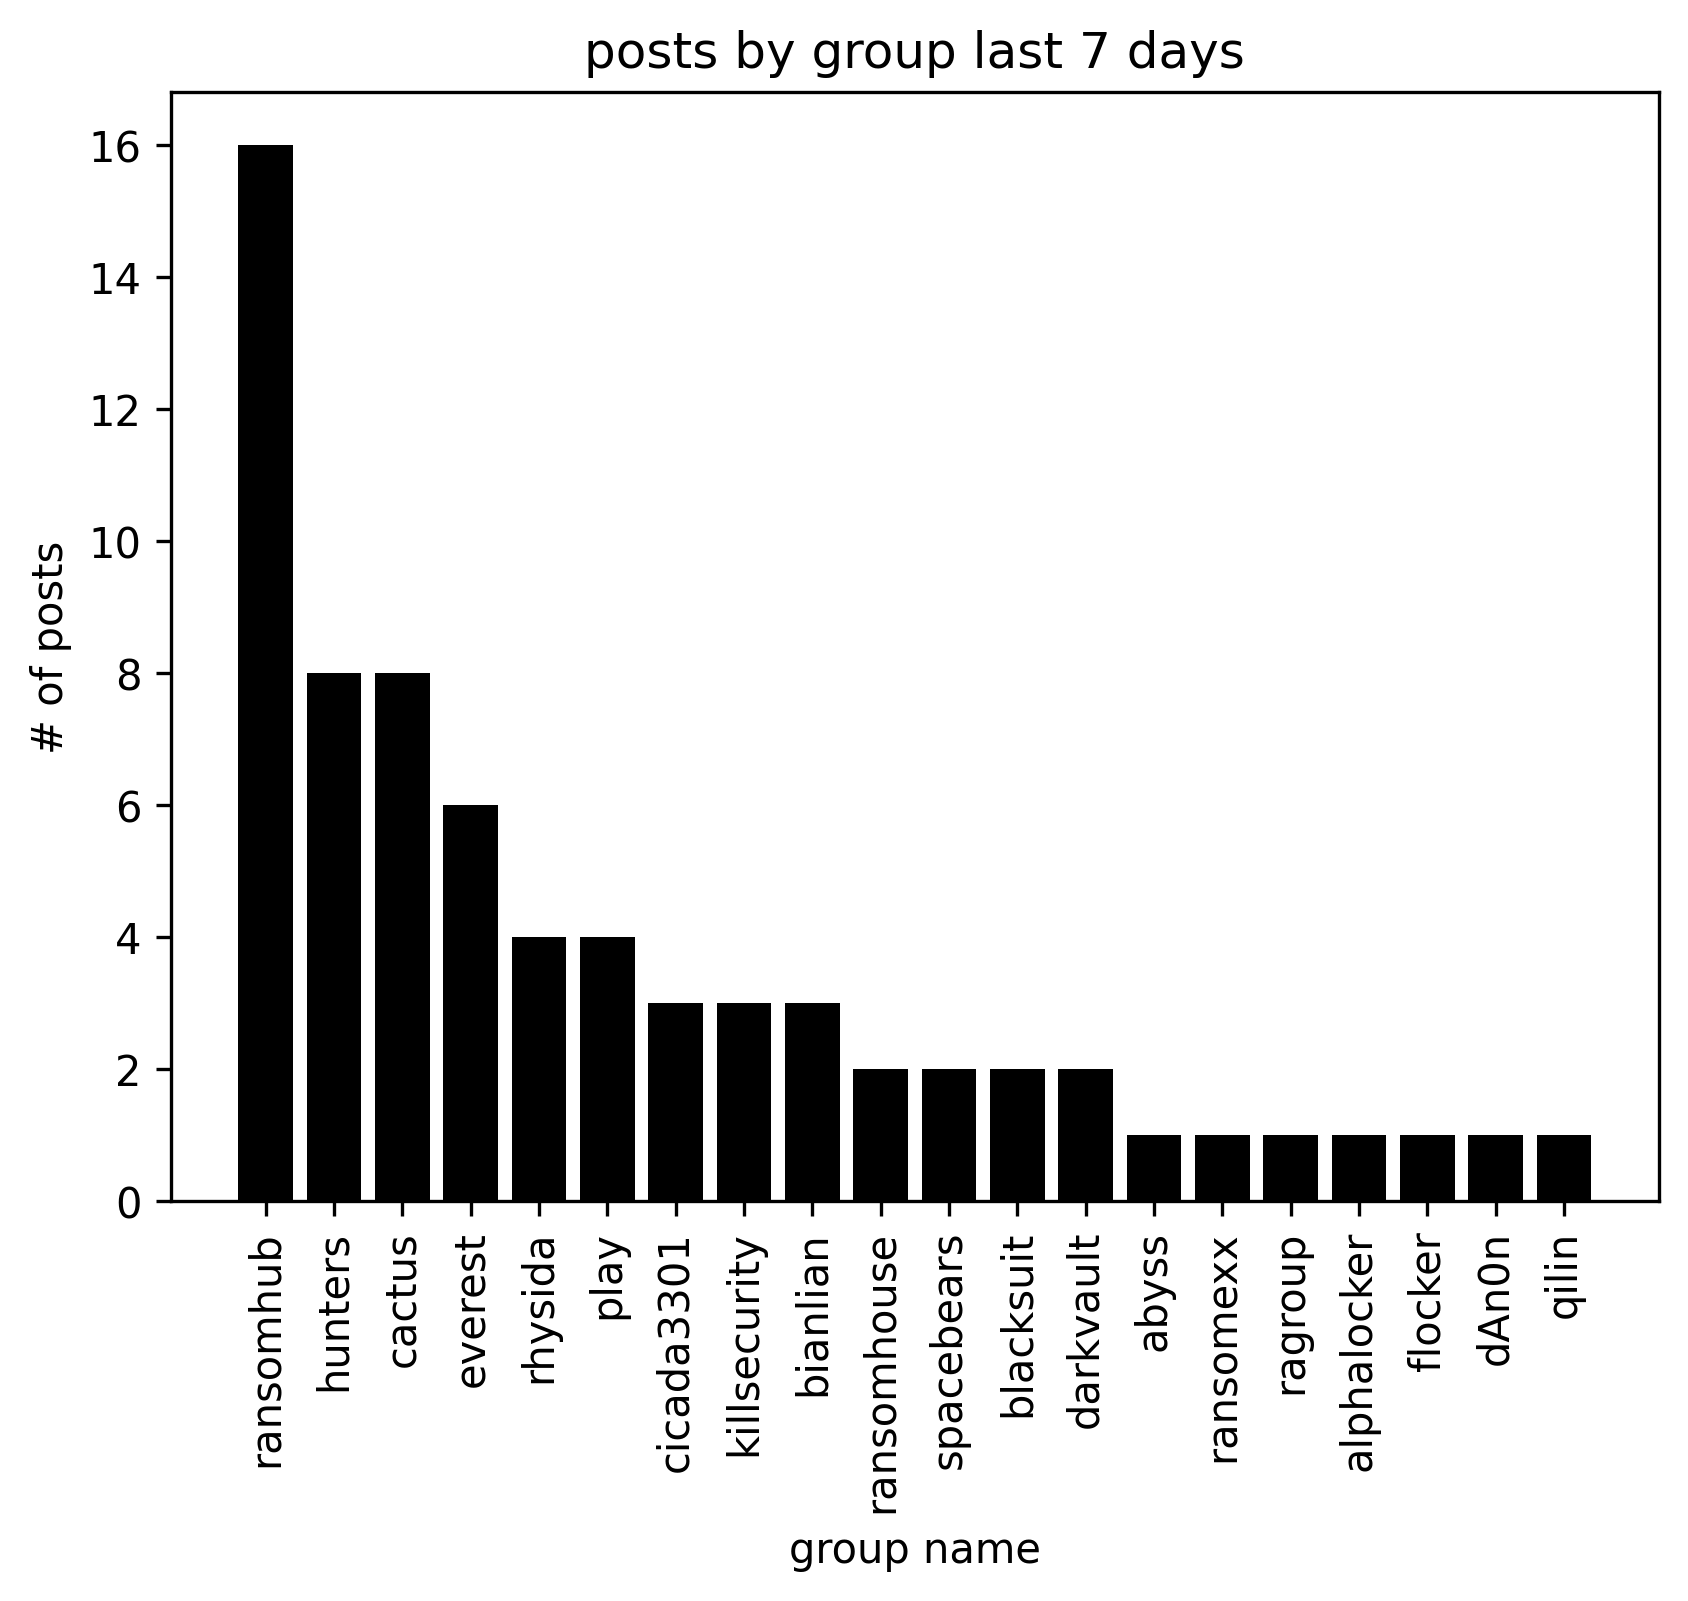 posts by group last 7 days
# of posts
16
14
12
10
8
6
4
2
0
ransomhub
hunters
cactus
everest
rhysida
play
cicada3301
killsecurity
bianlian
ransomhouse
spacebears
blacksuit
darkvault
abyss
ransomexx
ragroup
alphalocker
flocker
dAn0n
qilin
group name